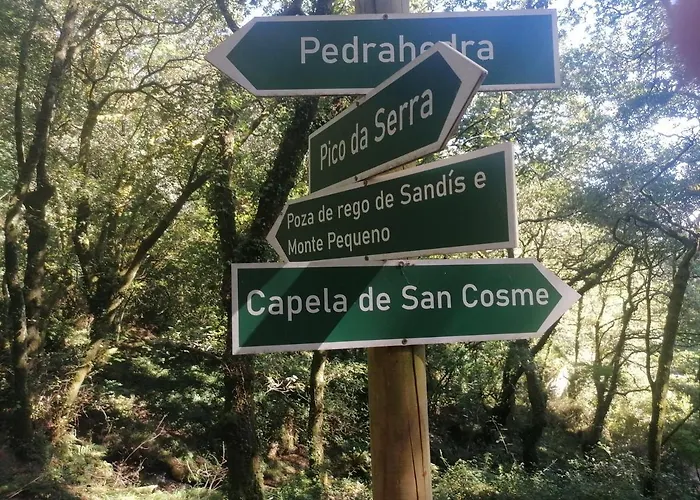 Pedrahedra
Pico da Serra
Poza de rego de Sandís e
Monte Pequeno
Capela de San Cosme